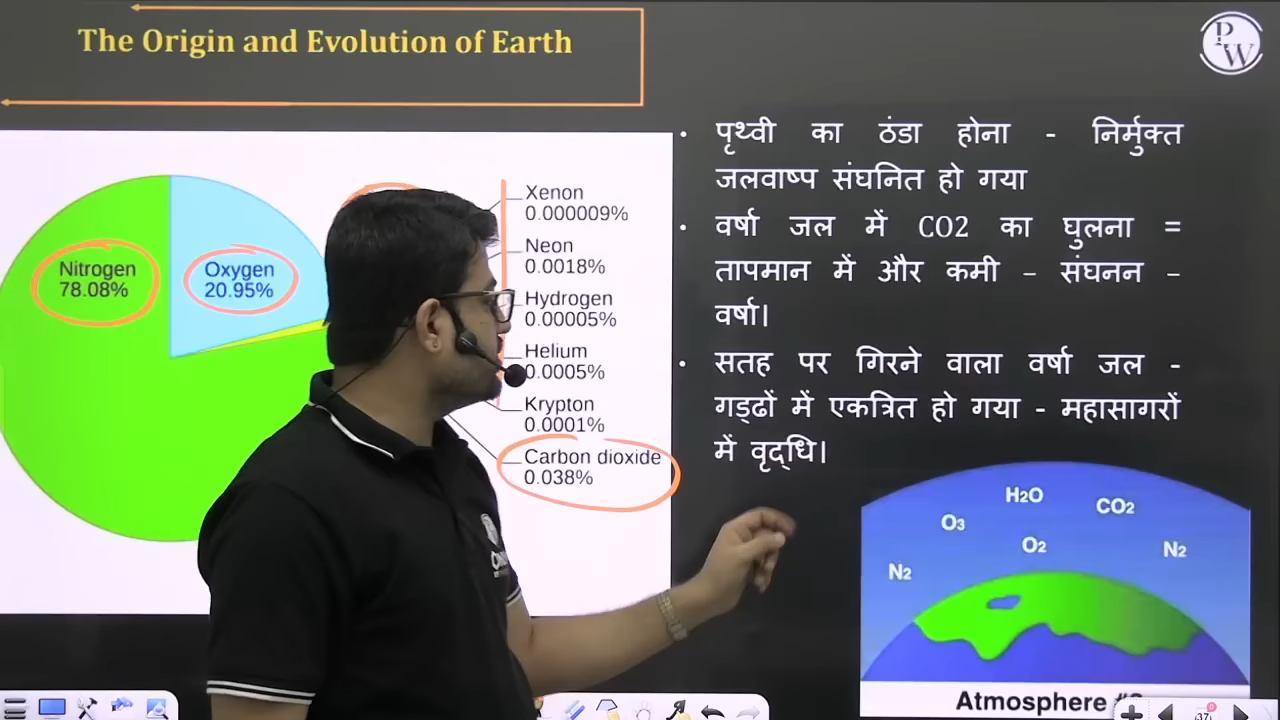 The Origin and Evolution of Earth
PW
Nitrogen
78.08%
Oxygen
20.95%
Xenon
0.000009%
Neon
0.0018%
Hydrogen
0.00005%
Helium
0.0005%
Krypton
0.0001%
Carbon dioxide
0.038%
• पृथ्वी का ठंडा होना - निर्मुक्त
जलवाष्प संघनित हो गया
• वर्षा जल में CO2 का घुलना =
तापमान में और कमी – संघनन –
वर्षा।
• सतह पर गिरने वाला वर्षा जल -
गड्ढों में एकत्रित हो गया - महासागरों
में वृद्धि।
H2O
CO2
O3
O2
N2
N2
Atmosphere
37